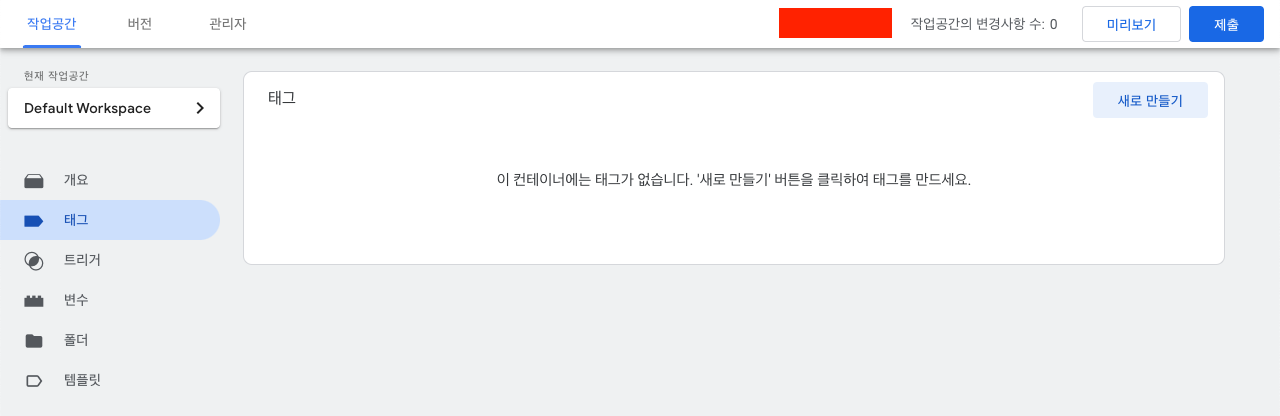 작업공간 버전 관리자 작업공간의 변경사항 수: 0 미리보기 제출
현재 작업공간
Default Workspace
개요
태그
트리거
변수
폴더
템플릿
태그 새로 만들기
이 컨테이너에는 태그가 없습니다. '새로 만들기' 버튼을 클릭하여 태그를 만드세요.